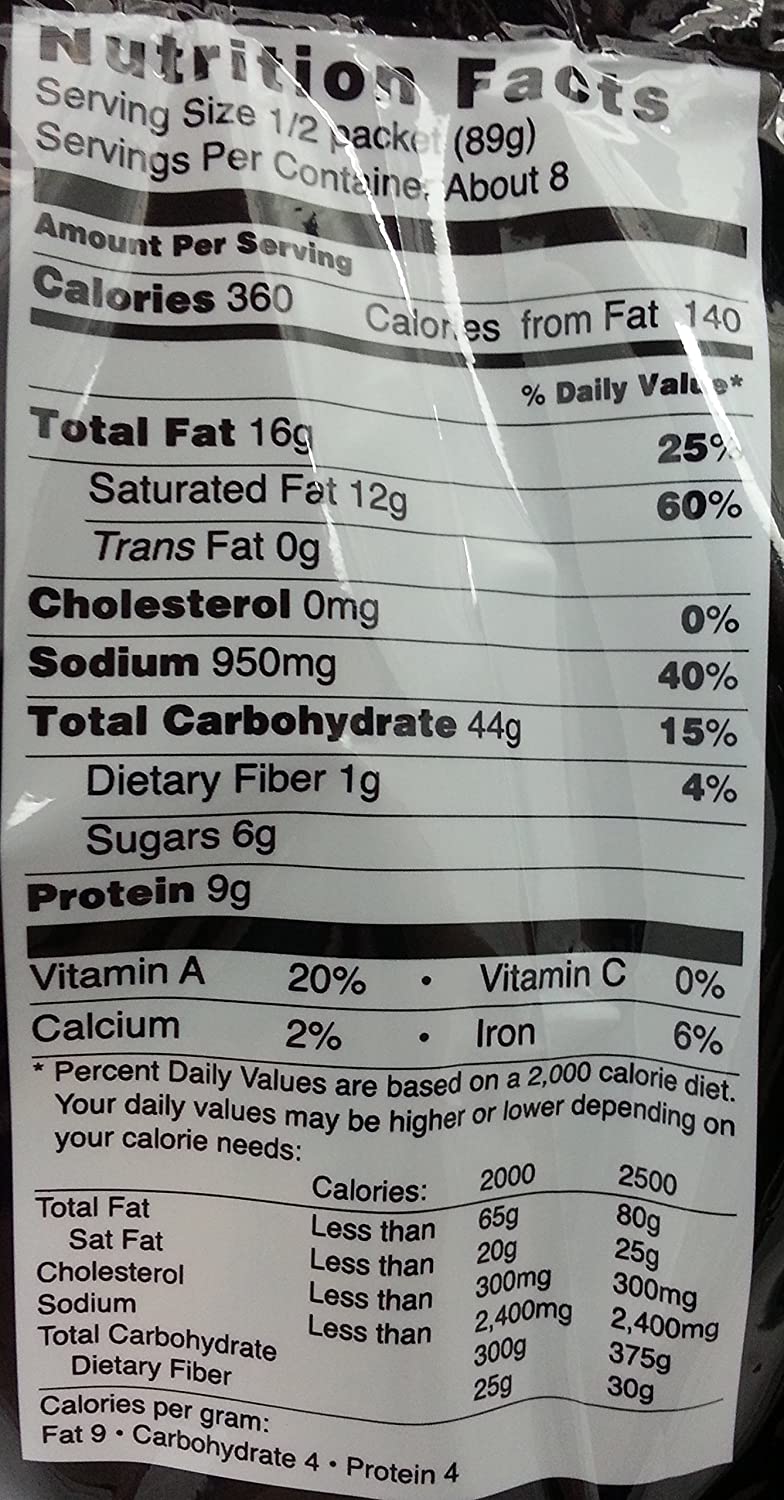 Nutrition Facts
Serving Size 1/2 packet (89g)
Servings Per Container About 8
Amount Per Serving
Calories 360 Calories from Fat 140
% Daily Value*
Total Fat 16g 25%
Saturated Fat 12g 60%
Trans Fat 0g
Cholesterol 0mg 0%
Sodium 950mg 40%
Total Carbohydrate 44g 15%
Dietary Fiber 1g 4%
Sugars 6g
Protein 9g
Vitamin A 20% • Vitamin C 0%
Calcium 2% • Iron 6%
* Percent Daily Values are based on a 2,000 calorie diet.
Your daily values may be higher or lower depending on
your calorie needs:
Calories: 2000 2500
Total Fat Less than 65g 80g
Sat Fat Less than 20g 25g
Cholesterol Less than 300mg 300mg
Sodium Less than 2,400mg 2,400mg
Total Carbohydrate 300g 375g
Dietary Fiber 25g 30g
Calories per gram:
Fat 9 • Carbohydrate 4 • Protein 4